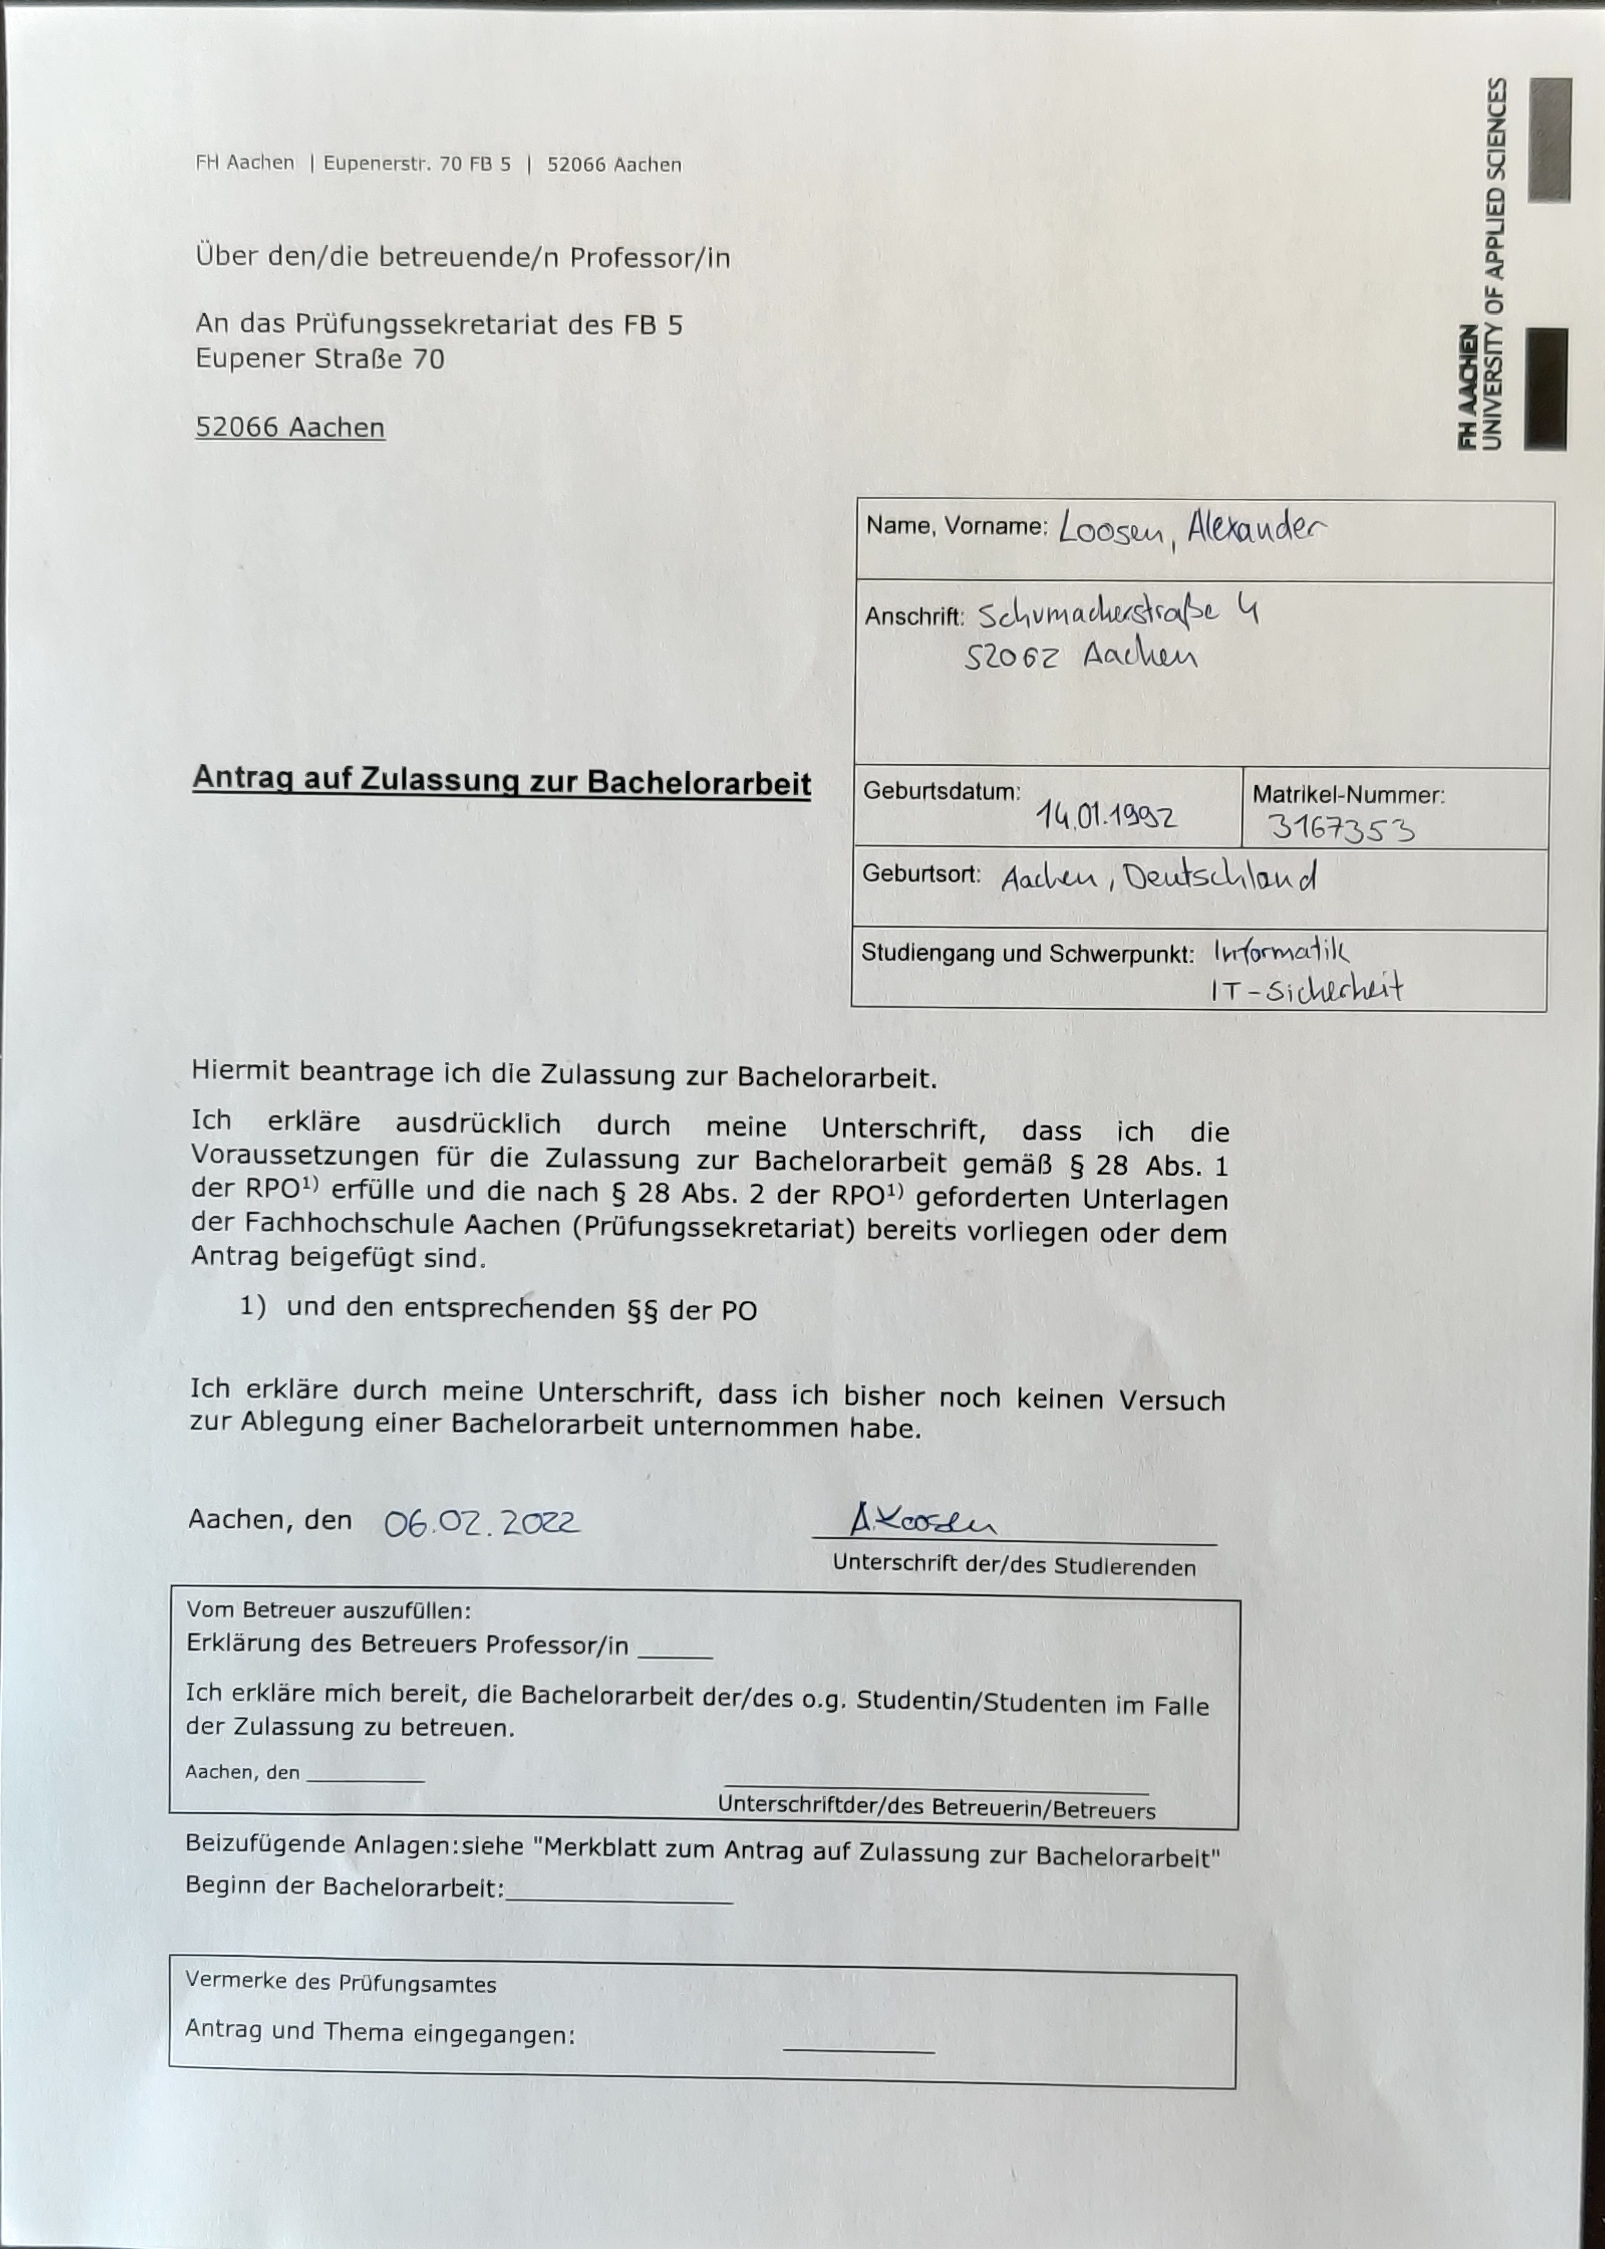 FH Aachen | Eupenerstr. 70 FB 5 | 52066 Aachen
FH AACHEN
UNIVERSITY OF APPLIED SCIENCES
Über den/die betreuende/n Professor/in
An das Prüfungssekretariat des FB 5
Eupener Straße 70
52066 Aachen
Name, Vorname: Loosen, Alexander
Anschrift: Schumacherstraße 4
52062 Aachen
Antrag auf Zulassung zur Bachelorarbeit
Geburtsdatum: 14.01.1992
Matrikel-Nummer: 3167353
Geburtsort: Aachen, Deutschland
Studiengang und Schwerpunkt: Informatik
IT-Sicherheit
Hiermit beantrage ich die Zulassung zur Bachelorarbeit.
Ich erkläre ausdrücklich durch meine Unterschrift, dass ich die
Voraussetzungen für die Zulassung zur Bachelorarbeit gemäß § 28 Abs. 1
der RPO¹⁾ erfülle und die nach § 28 Abs. 2 der RPO¹⁾ geforderten Unterlagen
der Fachhochschule Aachen (Prüfungssekretariat) bereits vorliegen oder dem
Antrag beigefügt sind.
1) und den entsprechenden §§ der PO
Ich erkläre durch meine Unterschrift, dass ich bisher noch keinen Versuch
zur Ablegung einer Bachelorarbeit unternommen habe.
Aachen, den 06.02.2022 A. Loosen
Unterschrift der/des Studierenden
Vom Betreuer auszufüllen:
Erklärung des Betreuers Professor/in
Ich erkläre mich bereit, die Bachelorarbeit der/des o.g. Studentin/Studenten im Falle
der Zulassung zu betreuen.
Aachen, den
Unterschriftder/des Betreuerin/Betreuers
Beizufügende Anlagen:siehe "Merkblatt zum Antrag auf Zulassung zur Bachelorarbeit"
Beginn der Bachelorarbeit:
Vermerke des Prüfungsamtes
Antrag und Thema eingegangen: